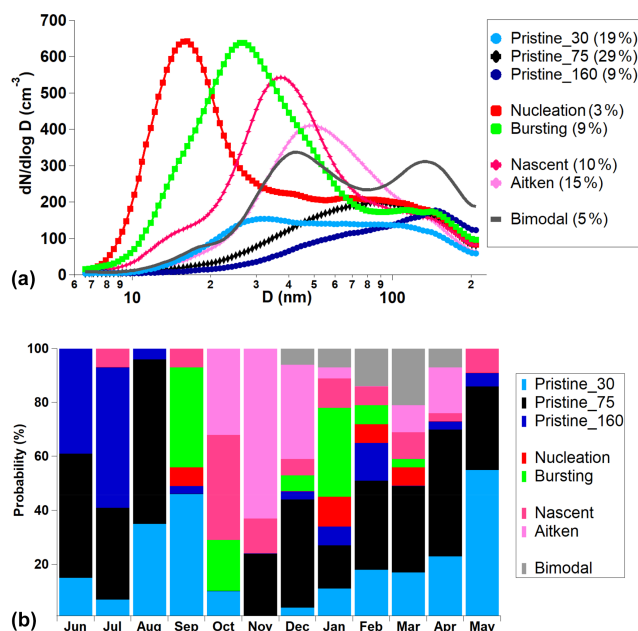 700
600
500
400
300
200
100
0
dN/dlog D (cm-3)
6 7 8 9 10 2 3 4 5 6 7 8 9 100 2
D (nm)
(a)
Pristine_30 (19%)
Pristine_75 (29%)
Pristine_160 (9%)
Nucleation (3%)
Bursting (9%)
Nascent (10%)
Aitken (15%)
Bimodal (5%)
100
80
60
40
20
Probability (%)
Jun Jul Aug Sep Oct Nov Dec Jan Feb Mar Apr May
(b)
Pristine_30
Pristine_75
Pristine_160
Nucleation
Bursting
Nascent
Aitken
Bimodal